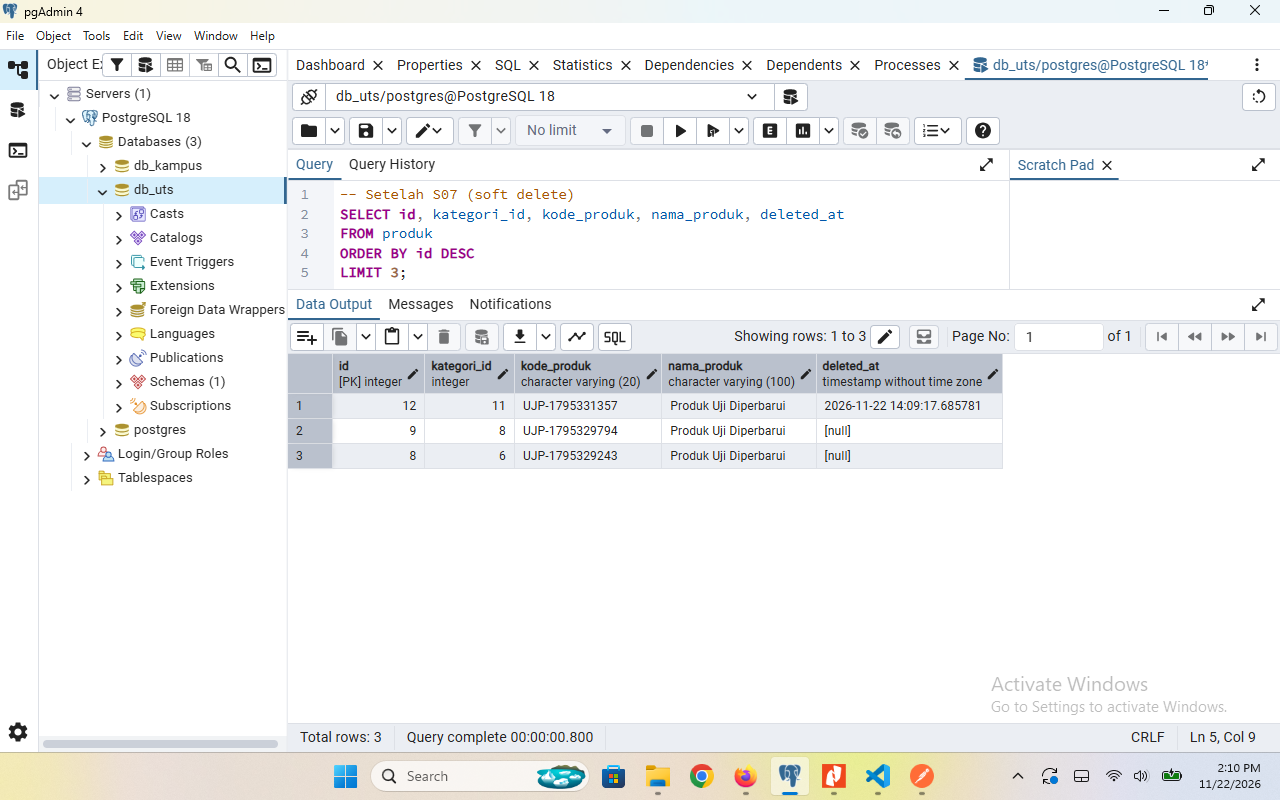 pgAdmin 4
File Object Tools Edit View Window Help
Object E
Dashboard Properties SQL Statistics Dependencies Dependents Processes db_uts/postgres@PostgreSQL 18*
Servers (1)
PostgreSQL 18
Databases (3)
db_kampus
db_uts
Casts
Catalogs
Event Triggers
Extensions
Foreign Data Wrappers
Languages
Publications
Schemas (1)
Subscriptions
postgres
Login/Group Roles
Tablespaces
db_uts/postgres@PostgreSQL 18
No limit
E
Query Query History
Scratch Pad
1 -- Setelah S07 (soft delete)
2 SELECT id, kategori_id, kode_produk, nama_produk, deleted_at
3 FROM produk
4 ORDER BY id DESC
5 LIMIT 3;
Data Output Messages Notifications
SQL
Showing rows: 1 to 3
Page No: 1 of 1
id kategori_id kode_produk nama_produk deleted_at
[PK] integer integer character varying (20) character varying (100) timestamp without time zone
1 12 11 UJP-1795331357 Produk Uji Diperbarui 2026-11-22 14:09:17.685781
2 9 8 UJP-1795329794 Produk Uji Diperbarui [null]
3 8 6 UJP-1795329243 Produk Uji Diperbarui [null]
Activate Windows
Go to Settings to activate Windows.
Total rows: 3 Query complete 00:00:00.800 CRLF Ln 5, Col 9
Search
2:10 PM
11/22/2026